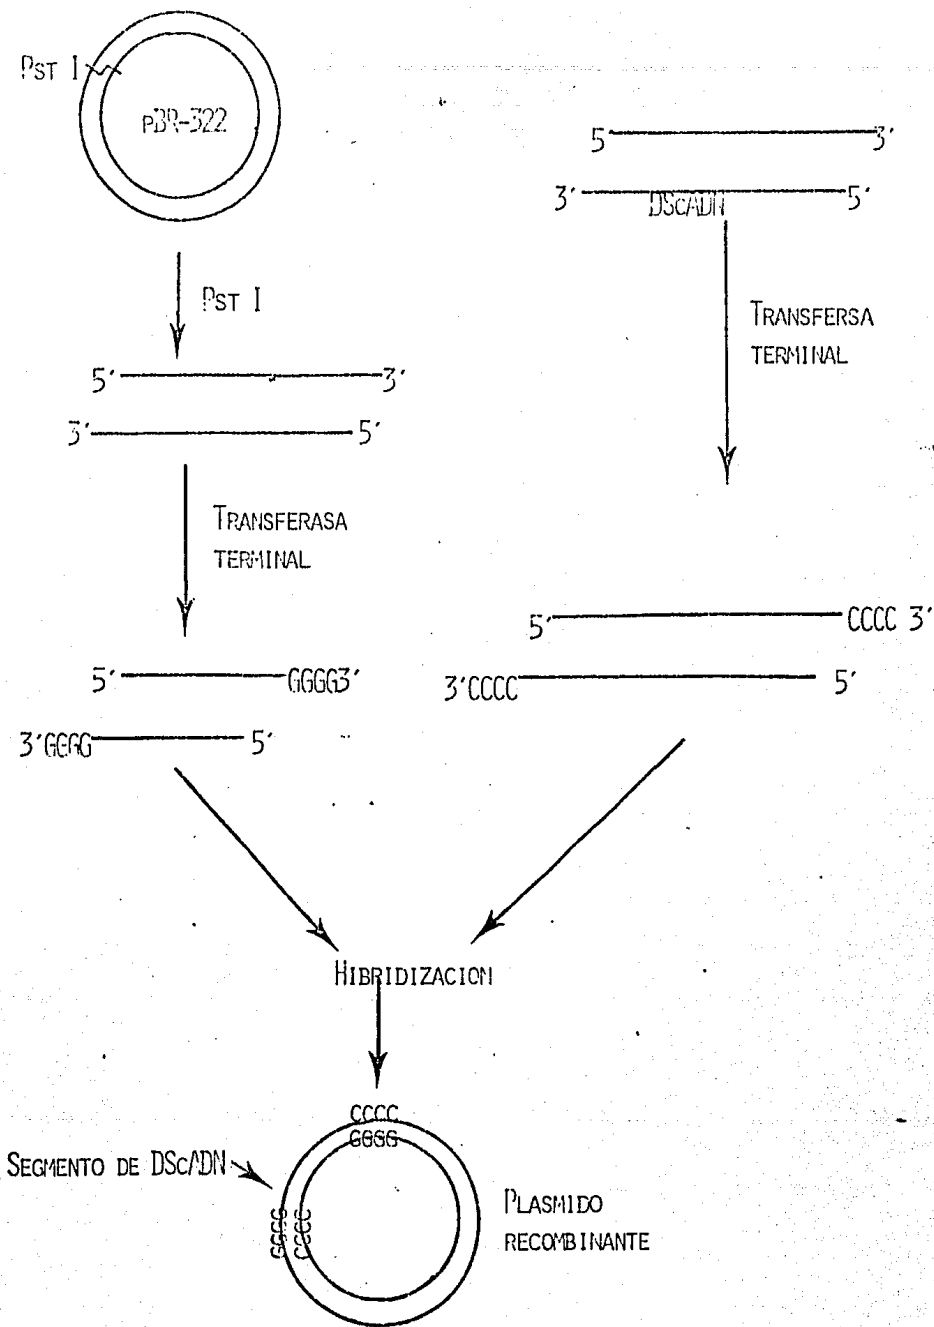 Pst I
pBR-322
5' 3'
3' 5'
DScADN
Pst I
TRANSFERSA
TERMINAL
5' 3'
3' 5'
TRANSFERASA
TERMINAL
5' CCCC 3'
3'CCCC 5'
5' GGGG3'
3'GGGG 5'
HIBRIDIZACION
CCCC
GGGG
SEGMENTO DE DScADN
GGGG
CCCC
PLASMIDO
RECOMBINANTE